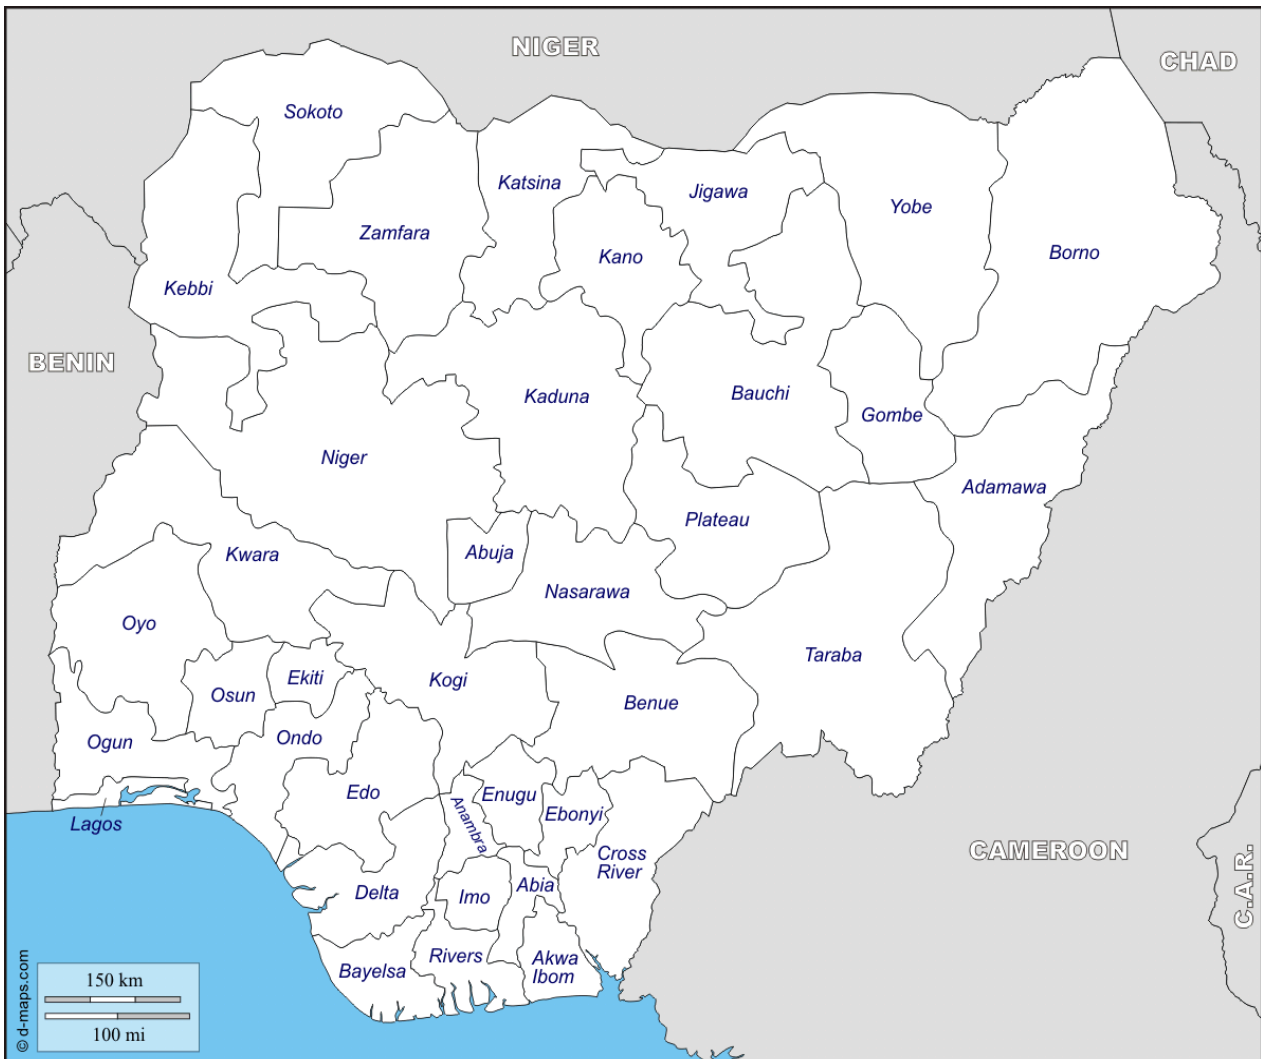 NIGER
CHAD
Sokoto
Katsina
Jigawa
Yobe
Zamfara
Kano
Borno
Kebbi
BENIN
Kaduna
Bauchi
Gombe
Niger
Adamawa
Plateau
Abuja
Kwara
Nasarawa
Oyo
Taraba
Ekiti
Kogi
Osun
Benue
Ogun
Ondo
Edo
Enugu
Anambra
Ebonyi
Lagos
Cross
River
CAMEROON
C.A.R.
Delta
Imo
Abia
Rivers
Akwa
Ibom
Bayelsa
150 km
100 mi
© d-maps.com